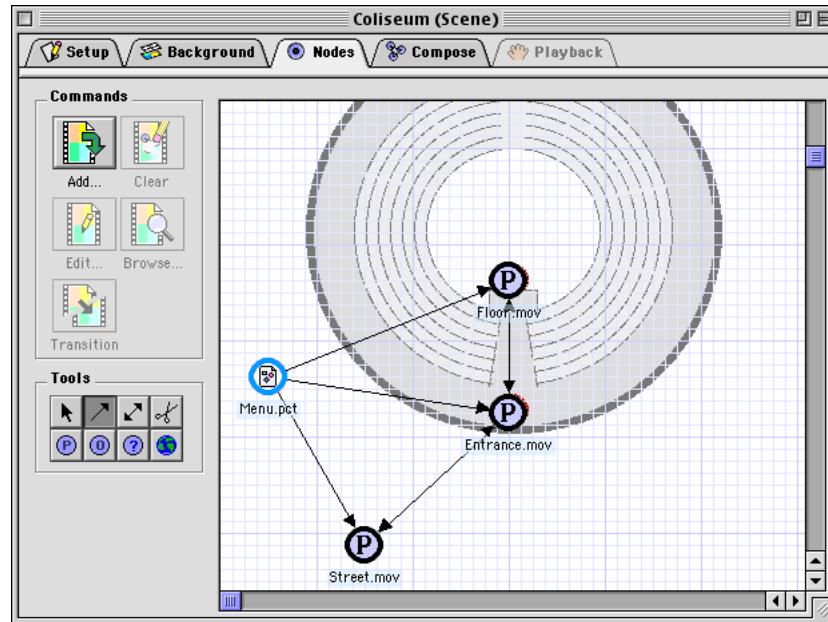 Coliseum (Scene)
Setup Background Nodes Compose Playback
Commands
Add... Clear
Edit... Browse...
Transition
Tools
P O ?
P
Floor.mov
Menu.pct
P
Entrance.mov
P
Street.mov